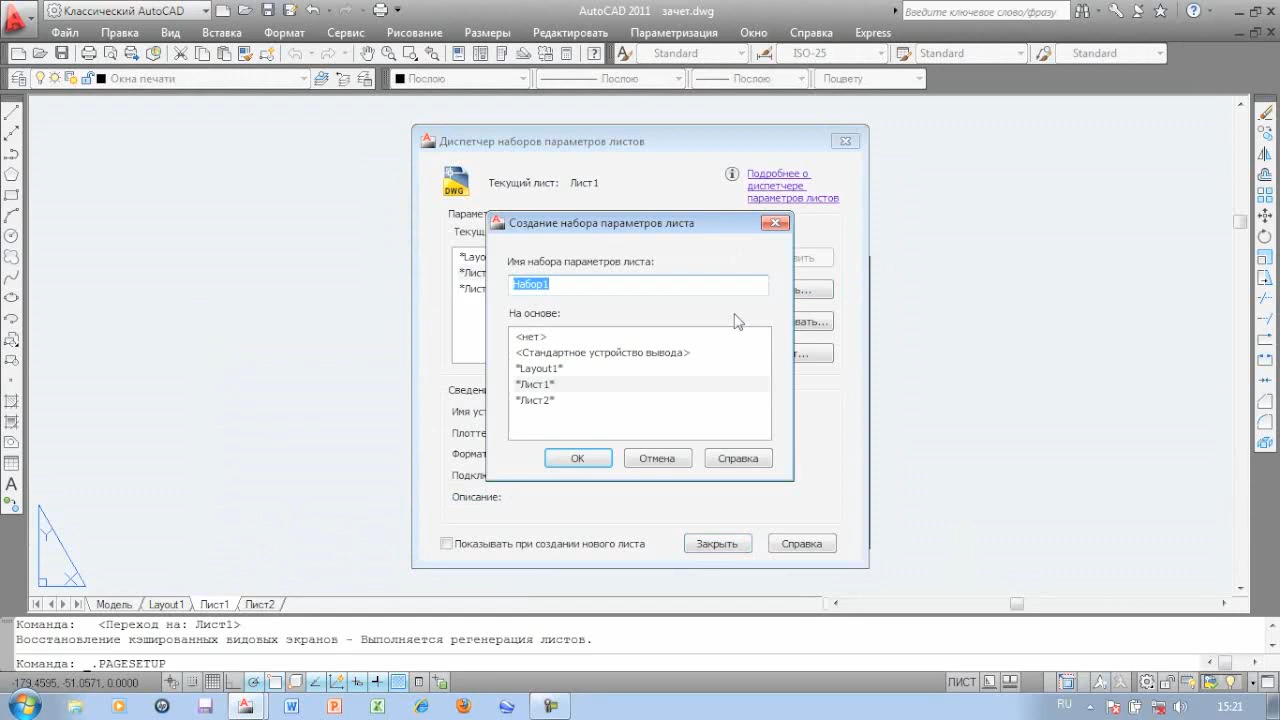 Классический AutoCAD
AutoCAD 2011 зачет.dwg
Введите ключевое слово/фразу
Файл Правка Вид Вставка Формат Сервис Рисование Размеры Редактировать Параметризация Окно Справка Express
Standard ISO-25 Standard Standard
Окна печати Послою Послою Послою Поцвету
Диспетчер наборов параметров листов
DWG
Текущий лист: Лист1
Подробнее о
диспетчере
параметров листов
Создание набора параметров листа
Имя набора параметров листа:
Набор1
На основе:
<нет>
<Стандартное устройство вывода>
*Layout1*
*Лист1*
*Лист2*
OK Отмена Справка
Описание:
Показывать при создании нового листа
Закрыть Справка
Y
X
Модель Layout1 Лист1 Лист2
Команда: <Переход на: Лист1>
Восстановление кэшированных видовых экранов - Выполняется регенерация листов.
Команда: _.PAGESETUP
-179.4595, -51.0571, 0.0000
ЛИСТ
RU
15:21